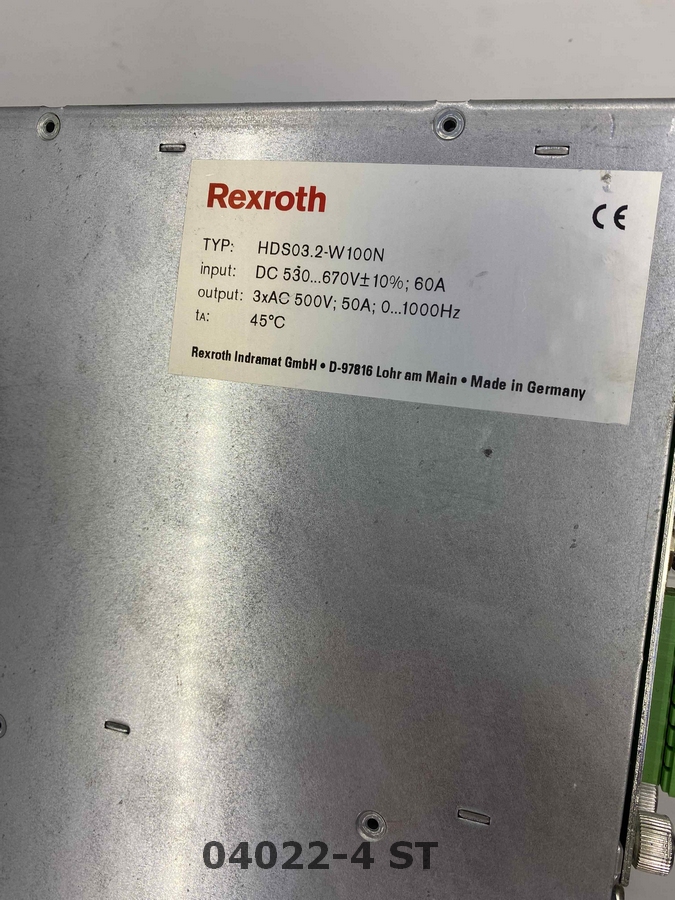 Rexroth
CE
TYP: HDS03.2-W100N
input: DC 530...670V±10%; 60A
output: 3xAC 500V; 50A; 0...1000Hz
tA: 45°C
Rexroth Indramat GmbH • D-97816 Lohr am Main • Made in Germany
04022-4 ST